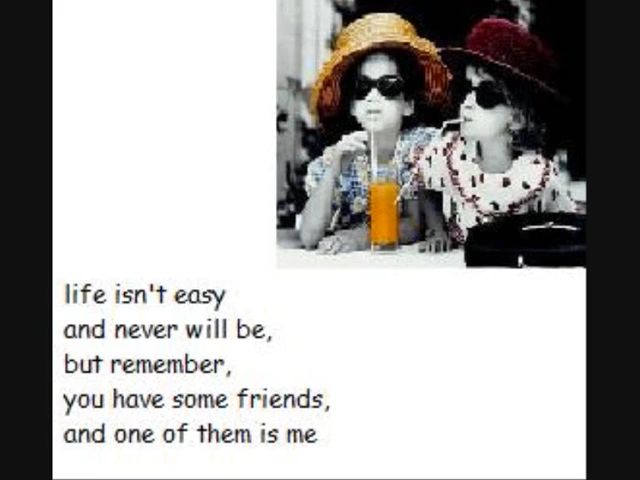 life isn't easy
and never will be,
but remember,
you have some friends,
and one of them is me